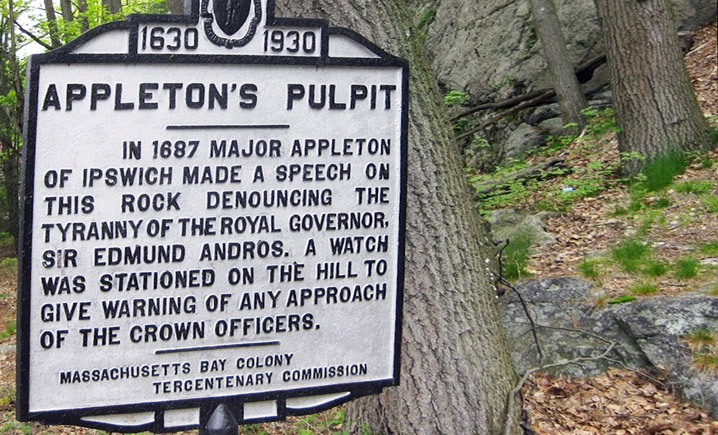 1630 1930
APPLETON'S PULPIT
IN 1687 MAJOR APPLETON
OF IPSWICH MADE A SPEECH ON
THIS ROCK DENOUNCING THE
TYRANNY OF THE ROYAL GOVERNOR,
SIR EDMUND ANDROS. A WATCH
WAS STATIONED ON THE HILL TO
GIVE WARNING OF ANY APPROACH
OF THE CROWN OFFICERS.
MASSACHUSETTS BAY COLONY
TERCENTENARY COMMISSION